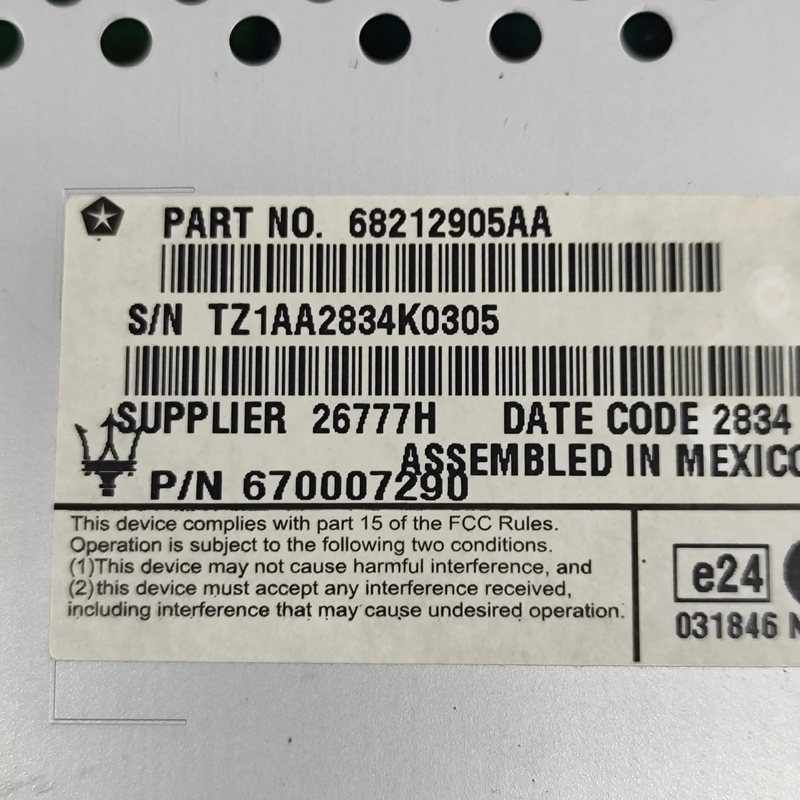 PART NO. 68212905AA
S/N TZ1AA2834K0305
SUPPLIER 26777H DATE CODE 2834
ASSEMBLED IN MEXICO
P/N 670007290
This device complies with part 15 of the FCC Rules.
Operation is subject to the following two conditions.
(1)This device may not cause harmful interference, and
(2)this device must accept any interference received,
including interference that may cause undesired operation.
e24
031846 N